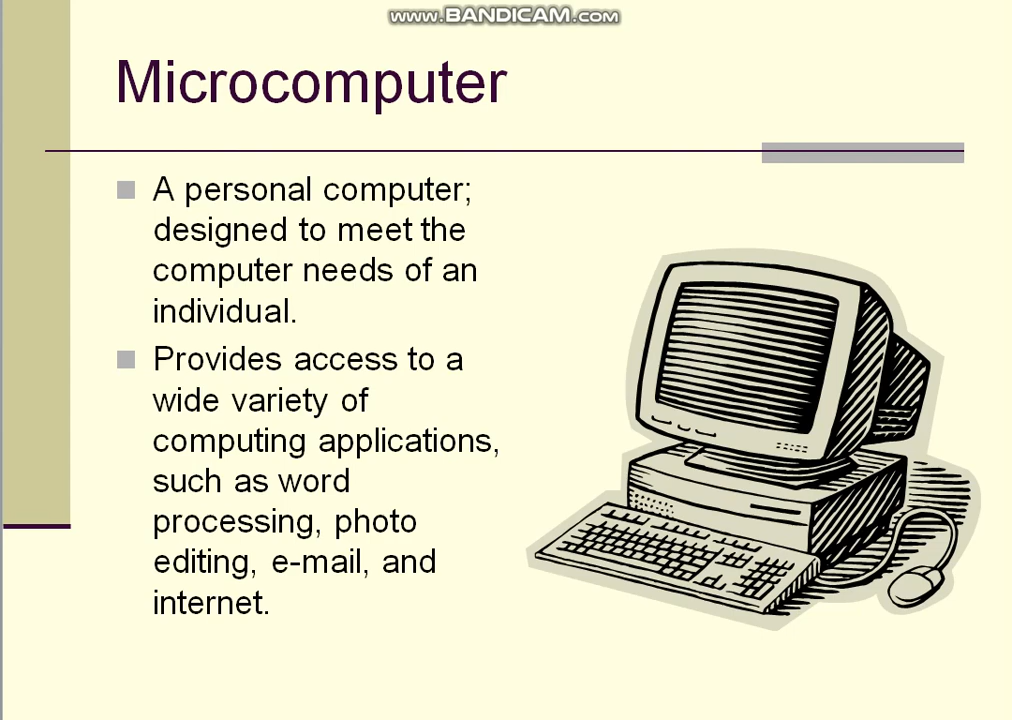 www.BANDICAM.com
Microcomputer
A personal computer;
designed to meet the
computer needs of an
individual.
Provides access to a
wide variety of
computing applications,
such as word
processing, photo
editing, e-mail, and
internet.